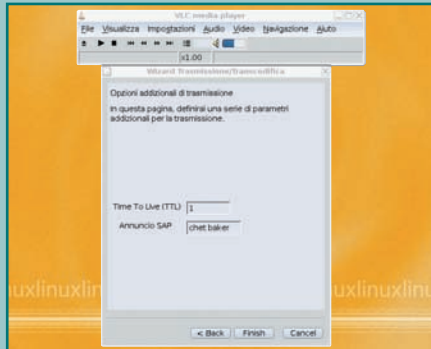 VLC media player
File Visualizza Impostazioni Audio Video Navigazione Aiuto
x1.00
Wizard Trasmissione/Transcodifica
Opzioni addizionali di trasmissione
In questa pagina, definirai una serie di parametri
addizionali per la trasmissione.
Time To Live (TTL) 1
Annuncio SAP chet baker
uxlinuxlin uxlinuxlinu
< Back Finish Cancel